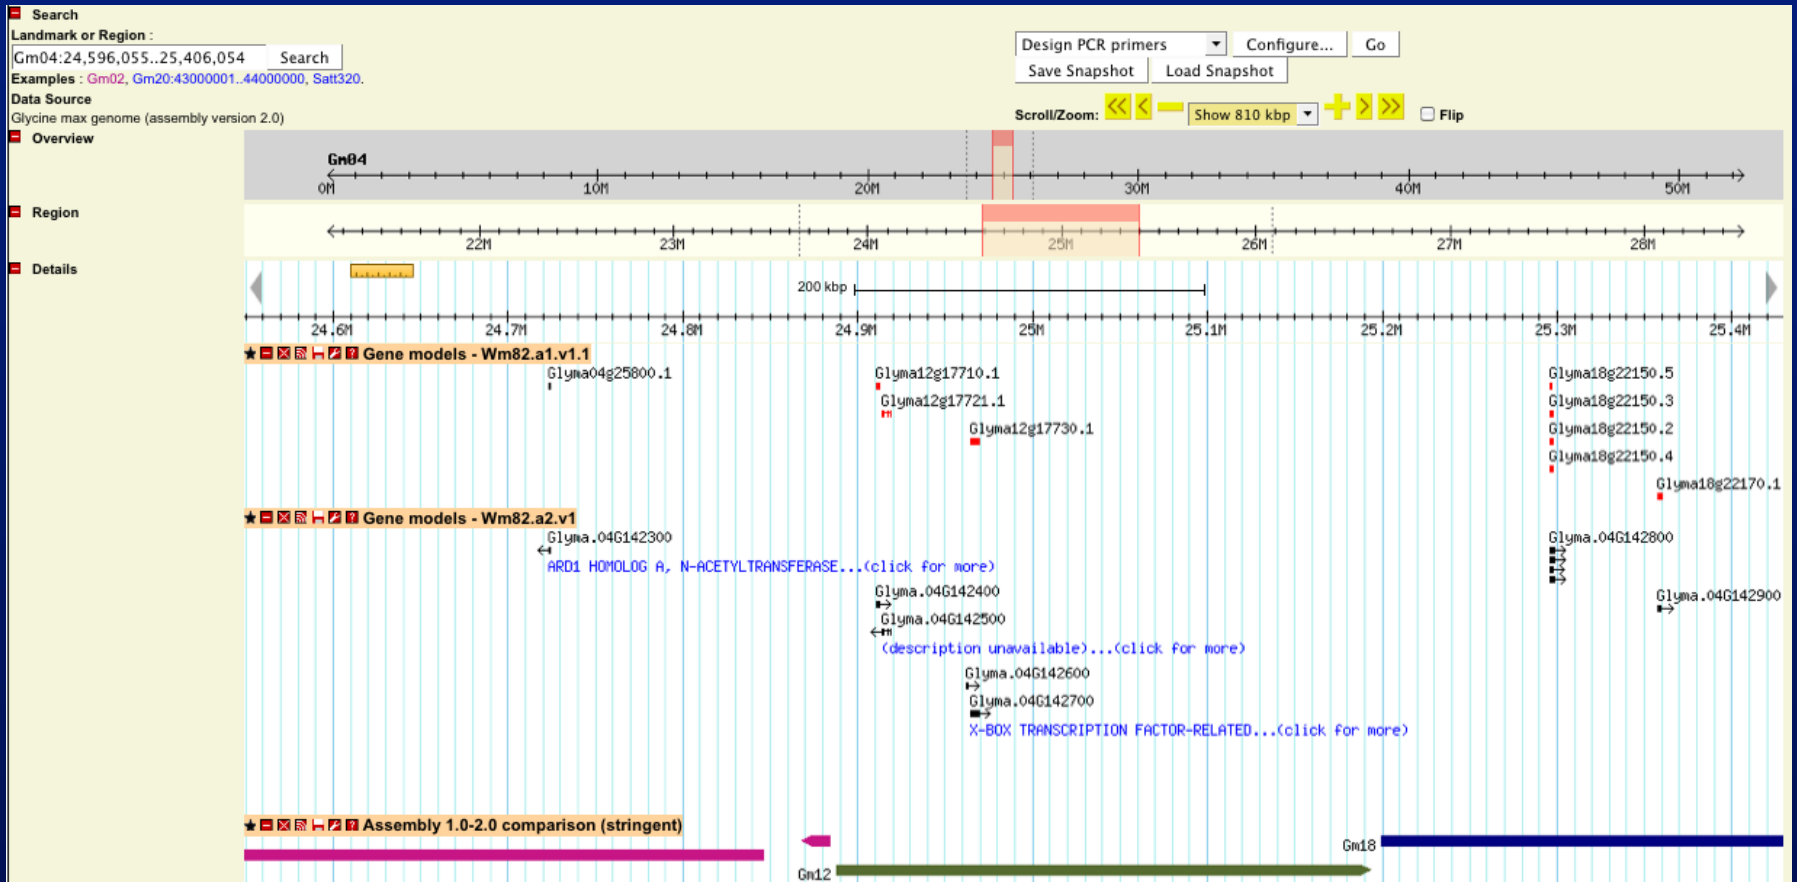 Search
Landmark or Region :
Gm04:24,596,055..25,406,054 Search
Examples : Gm02, Gm20:43000001..44000000, Satt320.
Data Source
Glycine max genome (assembly version 2.0)
Design PCR primers Configure... Go
Save Snapshot Load Snapshot
Scroll/Zoom: Show 810 kbp Flip
Overview
Gm04
0M 10M 20M 30M 40M 50M
Region
22M 23M 24M 25M 26M 27M 28M
Details
200 kbp
24.6M 24.7M 24.8M 24.9M 25M 25.1M 25.2M 25.3M 25.4M
Gene models - Wm82.a1.v1.1
Glyma04g25800.1 Glyma12g17710.1 Glyma18g22150.5
Glyma12g17721.1 Glyma18g22150.3
Glyma12g17730.1 Glyma18g22150.2
Glyma18g22150.4
Glyma18g22170.1
Gene models - Wm82.a2.v1
Glyma.04G142300 Glyma.04G142800
ARD1 HOMOLOG A, N-ACETYLTRANSFERASE...(click for more)
Glyma.04G142400 Glyma.04G142900
Glyma.04G142500
(description unavailable)...(click for more)
Glyma.04G142600
Glyma.04G142700
X-BOX TRANSCRIPTION FACTOR-RELATED...(click for more)
Assembly 1.0-2.0 comparison (stringent)
Gm18
Gm12